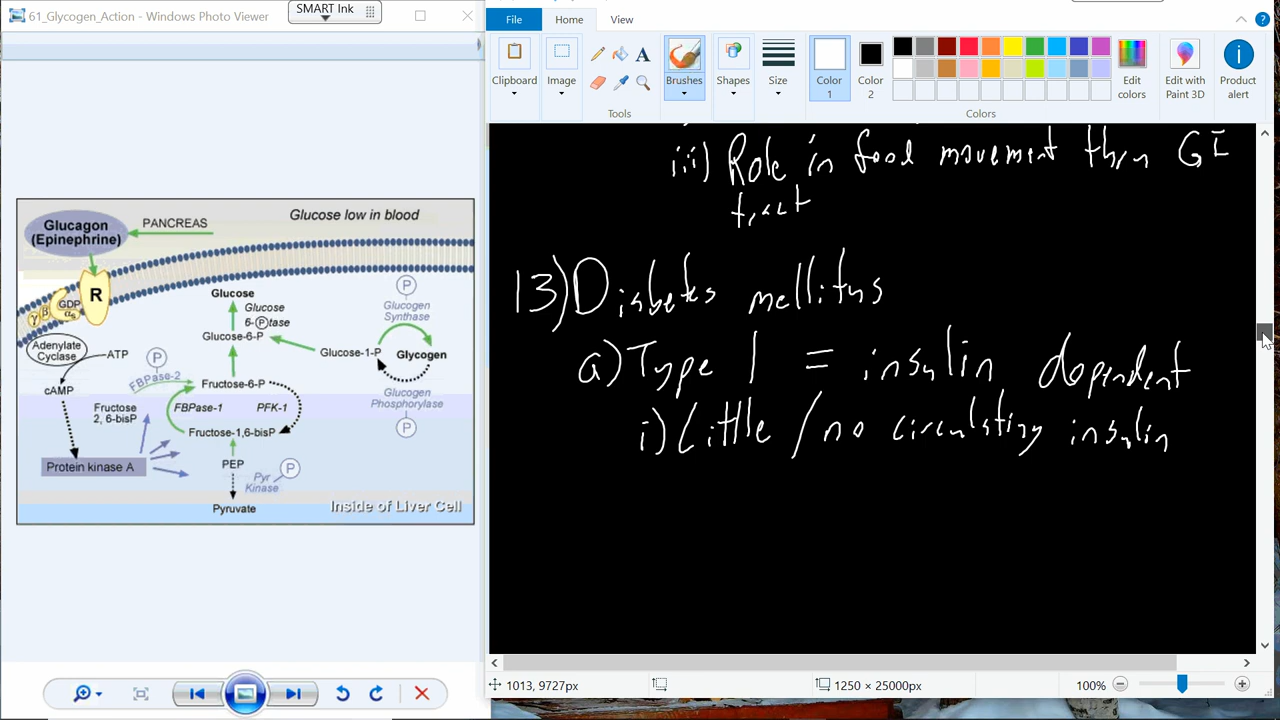 61_Glycogen_Action - Windows Photo Viewer
SMART Ink
Glucose low in blood
PANCREAS
Glucagon
(Epinephrine)
R
GDP
γ
β
αs
Adenylate
Cyclase
ATP
cAMP
Protein kinase A
P
FBPase-2
Fructose
2, 6-bisP
Glucose
Glucose
6-Ptase
Glucose-6-P
Fructose-6-P
FBPase-1
PFK-1
Fructose-1,6-bisP
PEP
P
Pyr
Kinase
Pyruvate
P
Glucogen
Synthase
Glucose-1-P
Glycogen
Glucogen
Phosphorylase
P
Inside of Liver Cell
File
Home
View
Clipboard
Image
A
Tools
Brushes
Shapes
Size
Color
1
Color
2
Colors
Edit
colors
Edit with
Paint 3D
Product
alert
iii) Role in food movement thru GI
tract
13) Diabetes mellitus
a) Type 1 = insulin dependent
i) Little / no circulating insulin
1013, 9727px
1250 × 25000px
100%